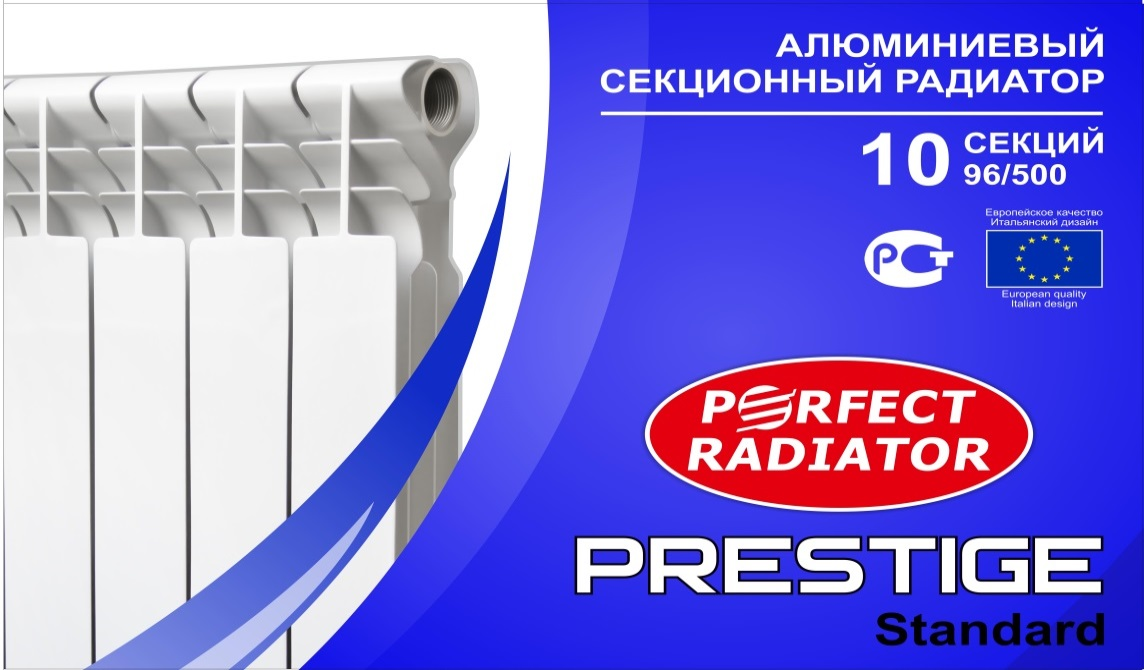 АЛЮМИНИЕВЫЙ
СЕКЦИОННЫЙ РАДИАТОР
10 СЕКЦИЙ
96/500
РСТ
Европейское качество
Итальянский дизайн
European quality
Italian design
PERFECT
RADIATOR
PRESTIGE
Standard